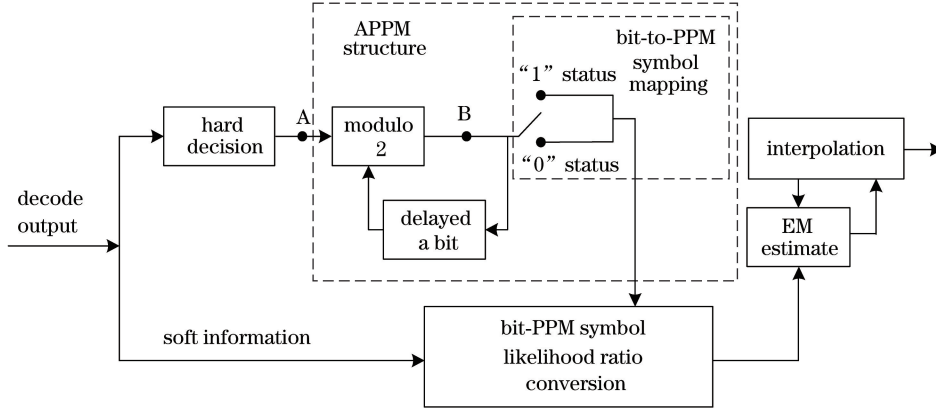 APPM
structure
bit-to-PPM
symbol
mapping
“1” status
“0” status
A
B
hard
decision
modulo
2
delayed
a bit
interpolation
EM
estimate
decode
output
soft information
bit-PPM symbol
likelihood ratio
conversion